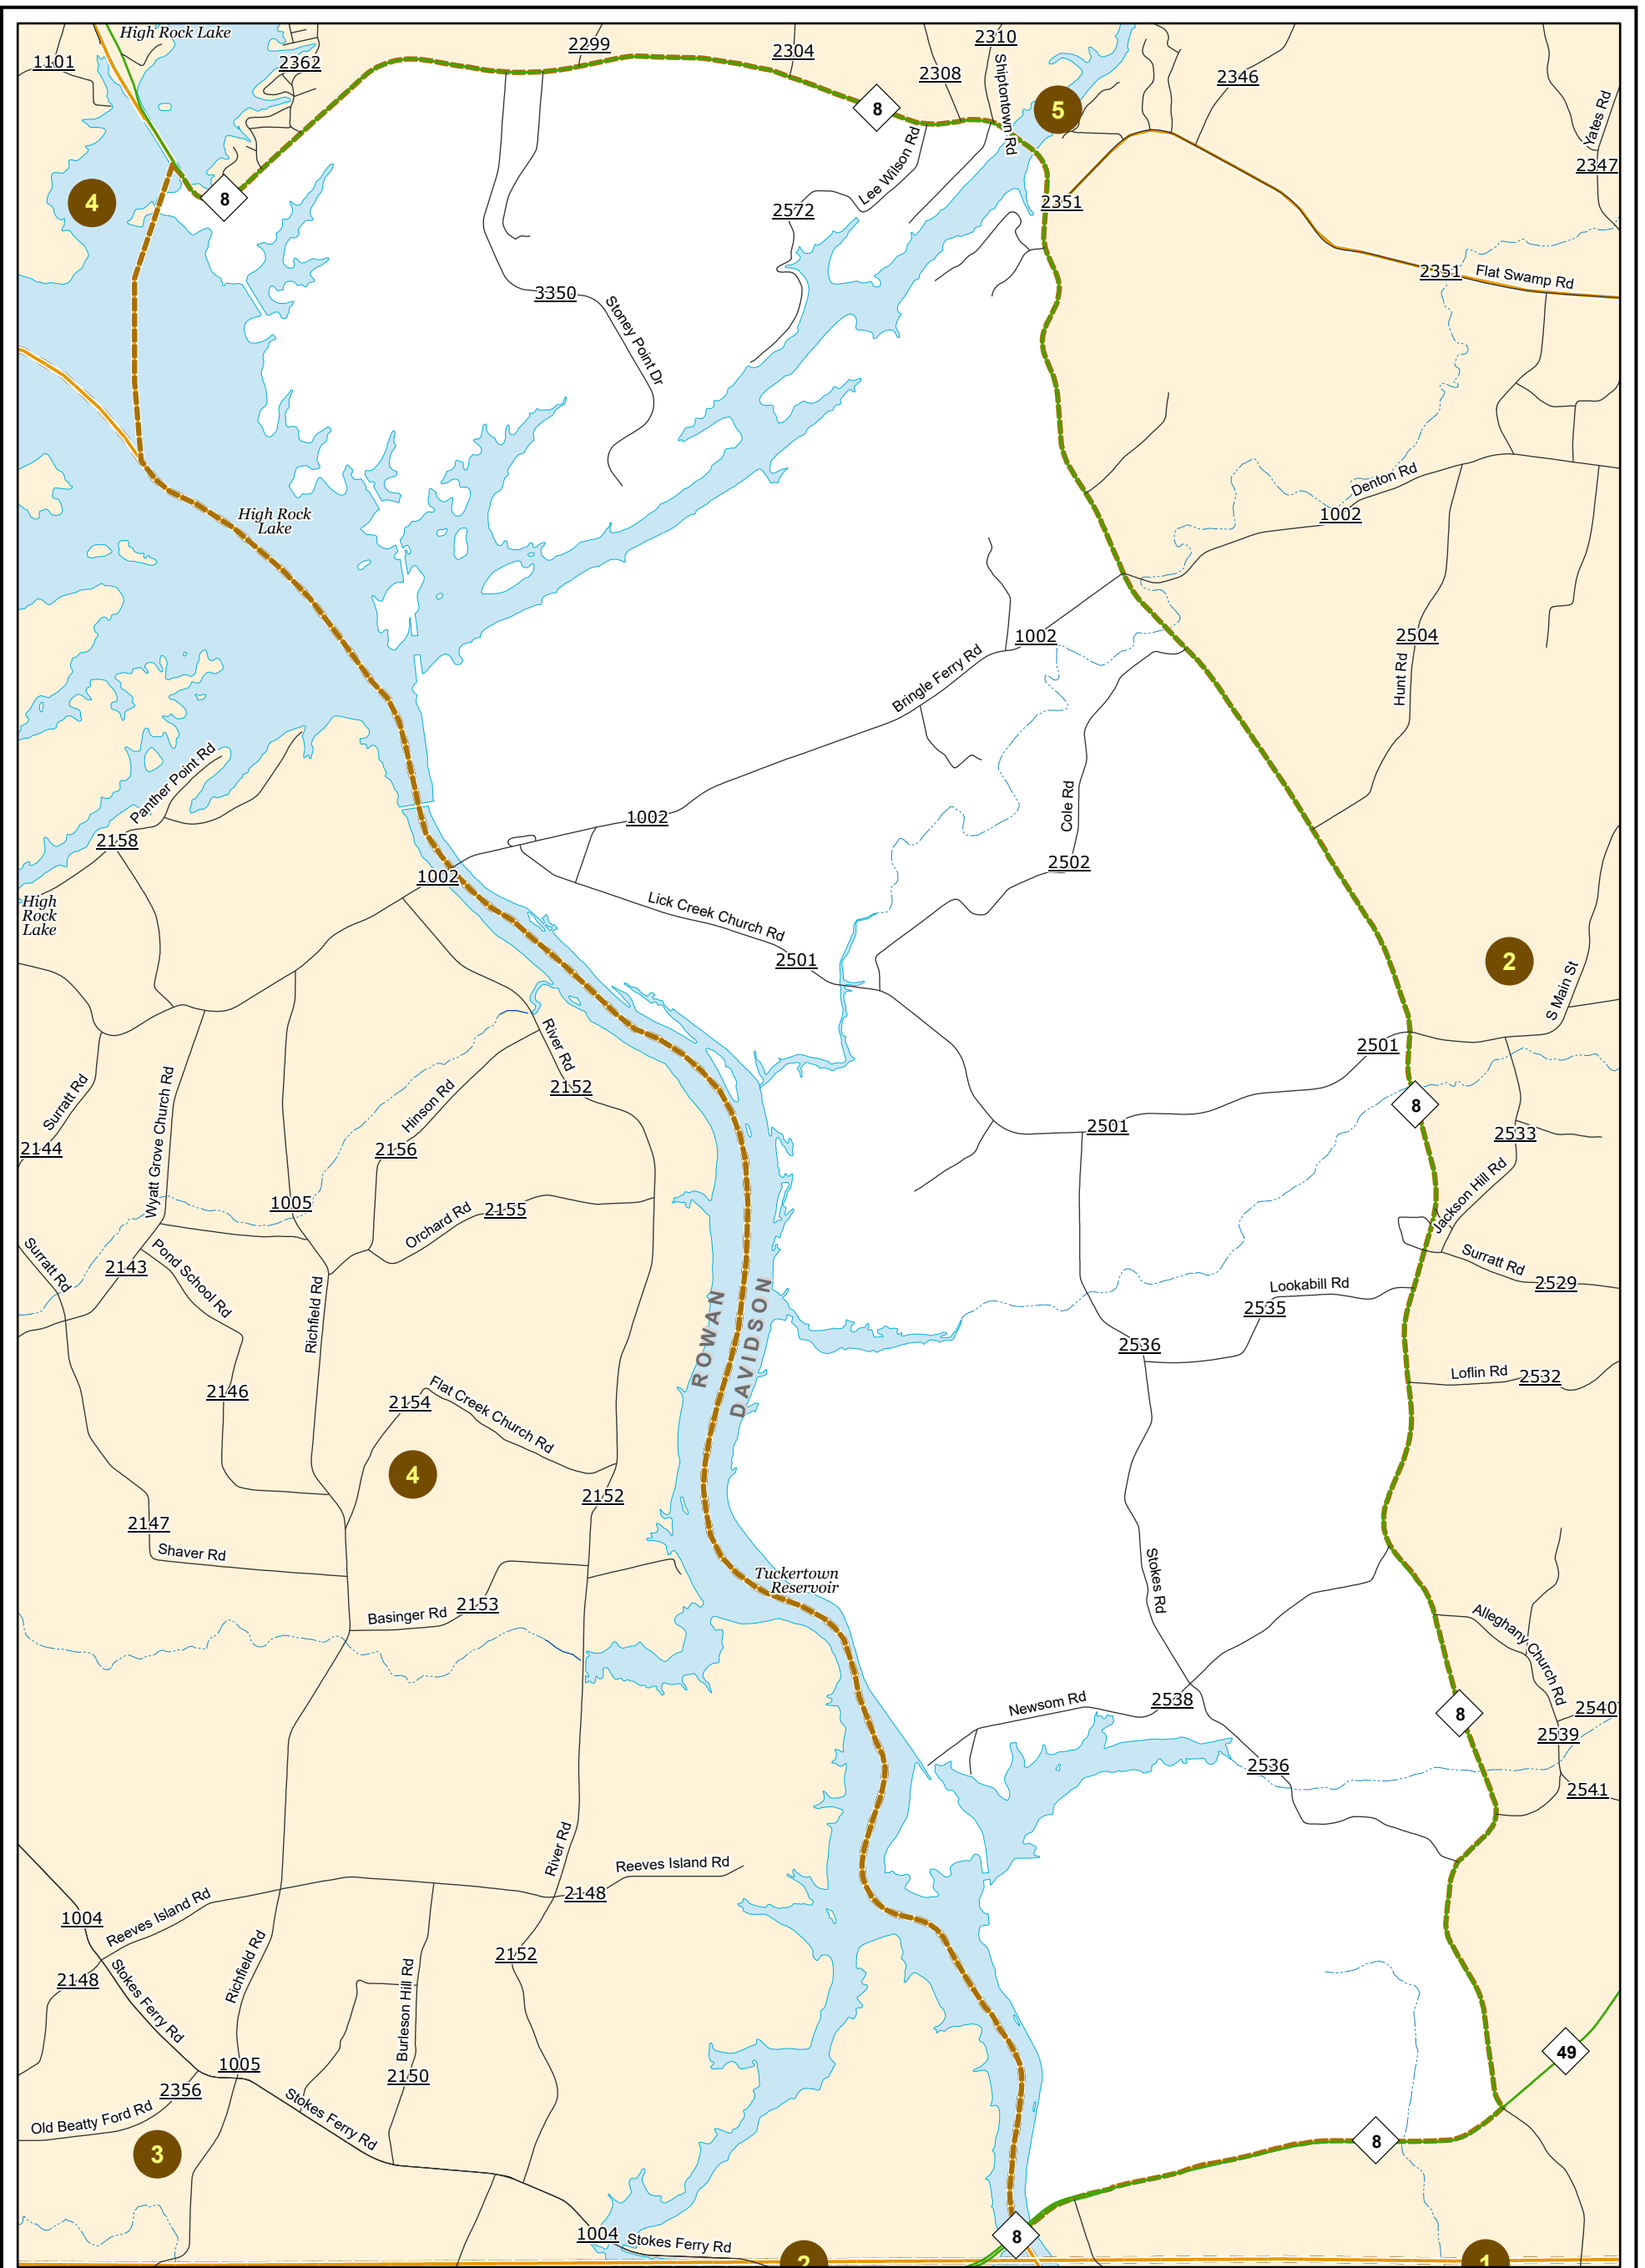 High Rock Lake
1101
2362
2299
2304
2310
2308
Shiptontown Rd
5
2346
Yates Rd
2347
8
8
4
Lee Wilson Rd
2572
2351
2351
Flat Swamp Rd
3350
Stoney Point Dr
High Rock
Lake
Denton Rd
1002
2504
Hunt Rd
1002
Bringle Ferry Rd
Panther Point Rd
2158
1002
Cole Rd
2502
1002
High
Rock
Lake
Lick Creek Church Rd
2501
2
S Main St
2501
River Rd
2152
Surratt Rd
2144
Wyatt Grove Church Rd
Hinson Rd
2156
8
2501
2533
Jackson Hill Rd
1005
Orchard Rd
2155
Surratt Rd
2143
Pond School Rd
Richfield Rd
Surratt Rd
2529
Lookabill Rd
2535
ROWAN
DAVIDSON
2536
2146
2154
Flat Creek Church Rd
Loflin Rd
2532
4
2152
2147
Shaver Rd
Stokes Rd
Tuckertown
Reservoir
Basinger Rd
2153
Alleghany Church Rd
Newsom Rd
2538
8
2540
2539
2536
2541
River Rd
Reeves Island Rd
2148
1004
Reeves Island Rd
2148
Stokes Ferry Rd
Richfield Rd
2152
Burleson Hill Rd
49
1005
2150
2356
Old Beatty Ford Rd
Stokes Ferry Rd
3
8
1004
Stokes Ferry Rd
8
2
1